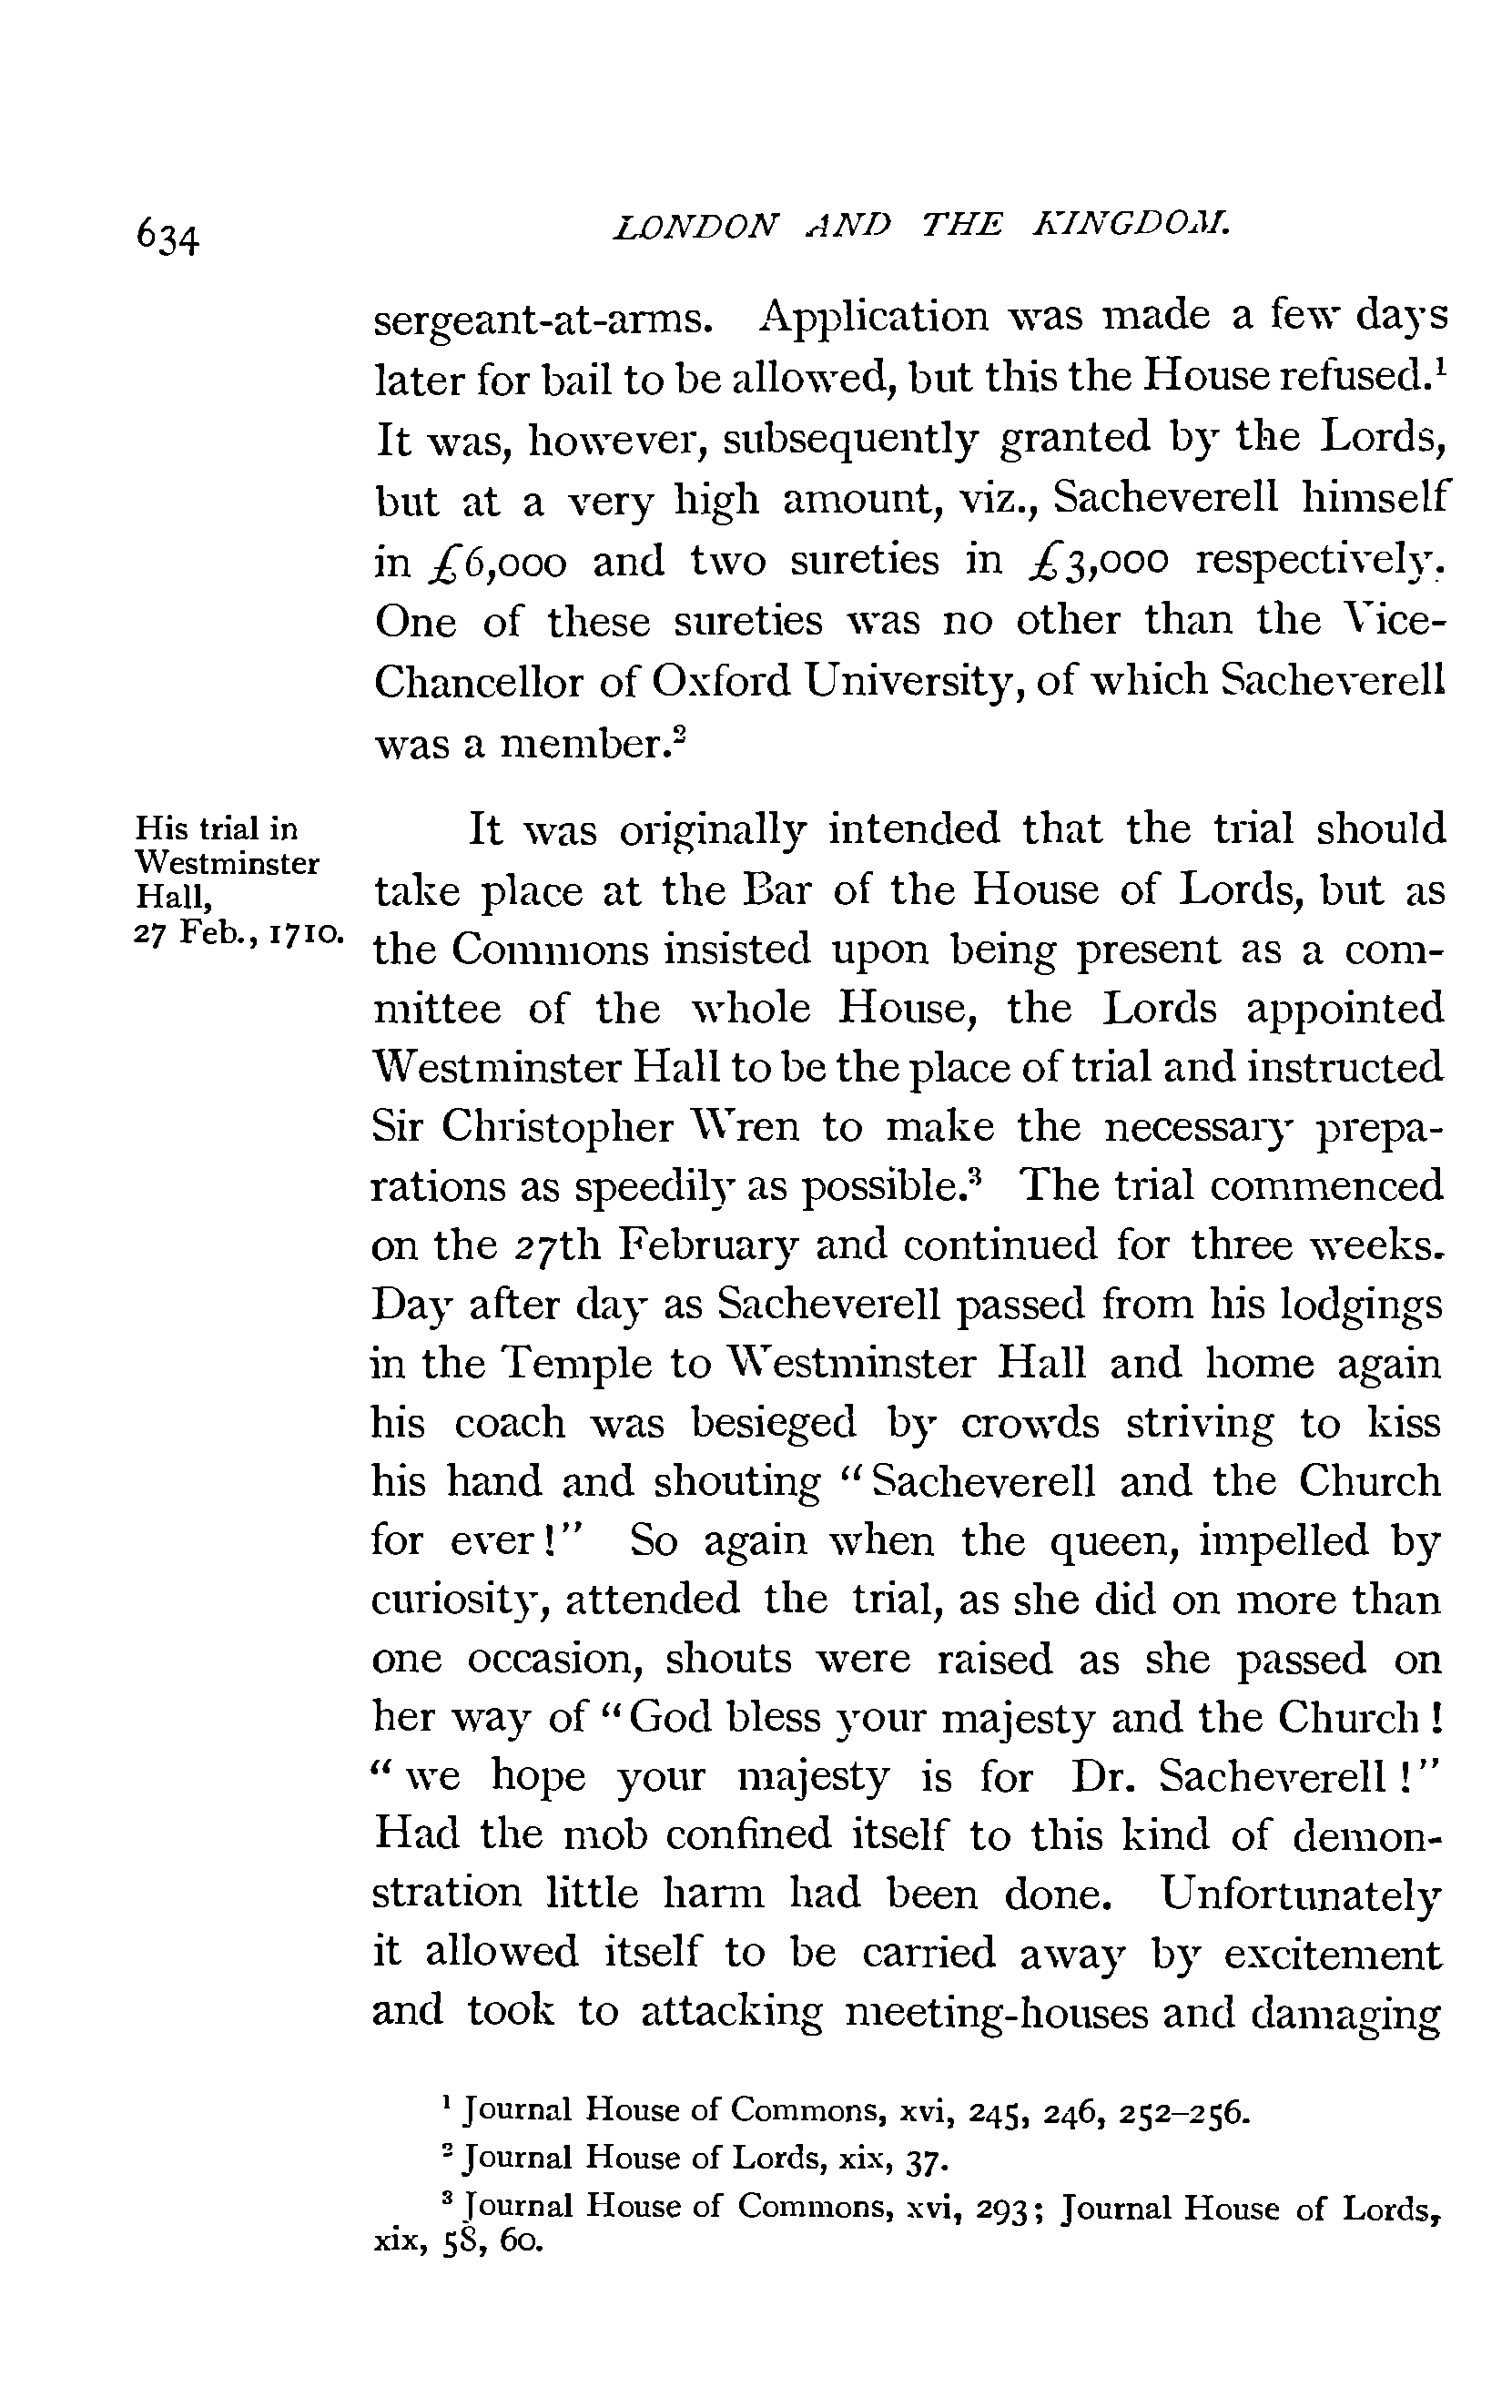 634
LONDON AND THE KINGDOM.
sergeant-at-arms. Application was made a few days
later for bail to be allowed, but this the House refused.¹
It was, however, subsequently granted by the Lords,
but at a very high amount, viz., Sacheverell himself
in £6,000 and two sureties in £3,000 respectively.
One of these sureties was no other than the Vice-
Chancellor of Oxford University, of which Sacheverell
was a member.²
His trial in
Westminster
Hall,
27 Feb., 1710.
It was originally intended that the trial should
take place at the Bar of the House of Lords, but as
the Commons insisted upon being present as a com-
mittee of the whole House, the Lords appointed
Westminster Hall to be the place of trial and instructed
Sir Christopher Wren to make the necessary prepa-
rations as speedily as possible.³ The trial commenced
on the 27th February and continued for three weeks.
Day after day as Sacheverell passed from his lodgings
in the Temple to Westminster Hall and home again
his coach was besieged by crowds striving to kiss
his hand and shouting “Sacheverell and the Church
for ever!” So again when the queen, impelled by
curiosity, attended the trial, as she did on more than
one occasion, shouts were raised as she passed on
her way of “God bless your majesty and the Church!
“we hope your majesty is for Dr. Sacheverell!”
Had the mob confined itself to this kind of demon-
stration little harm had been done. Unfortunately
it allowed itself to be carried away by excitement
and took to attacking meeting-houses and damaging
¹ Journal House of Commons, xvi, 245, 246, 252–256.
² Journal House of Lords, xix, 37.
³ Journal House of Commons, xvi, 293; Journal House of Lords,
xix, 58, 60.